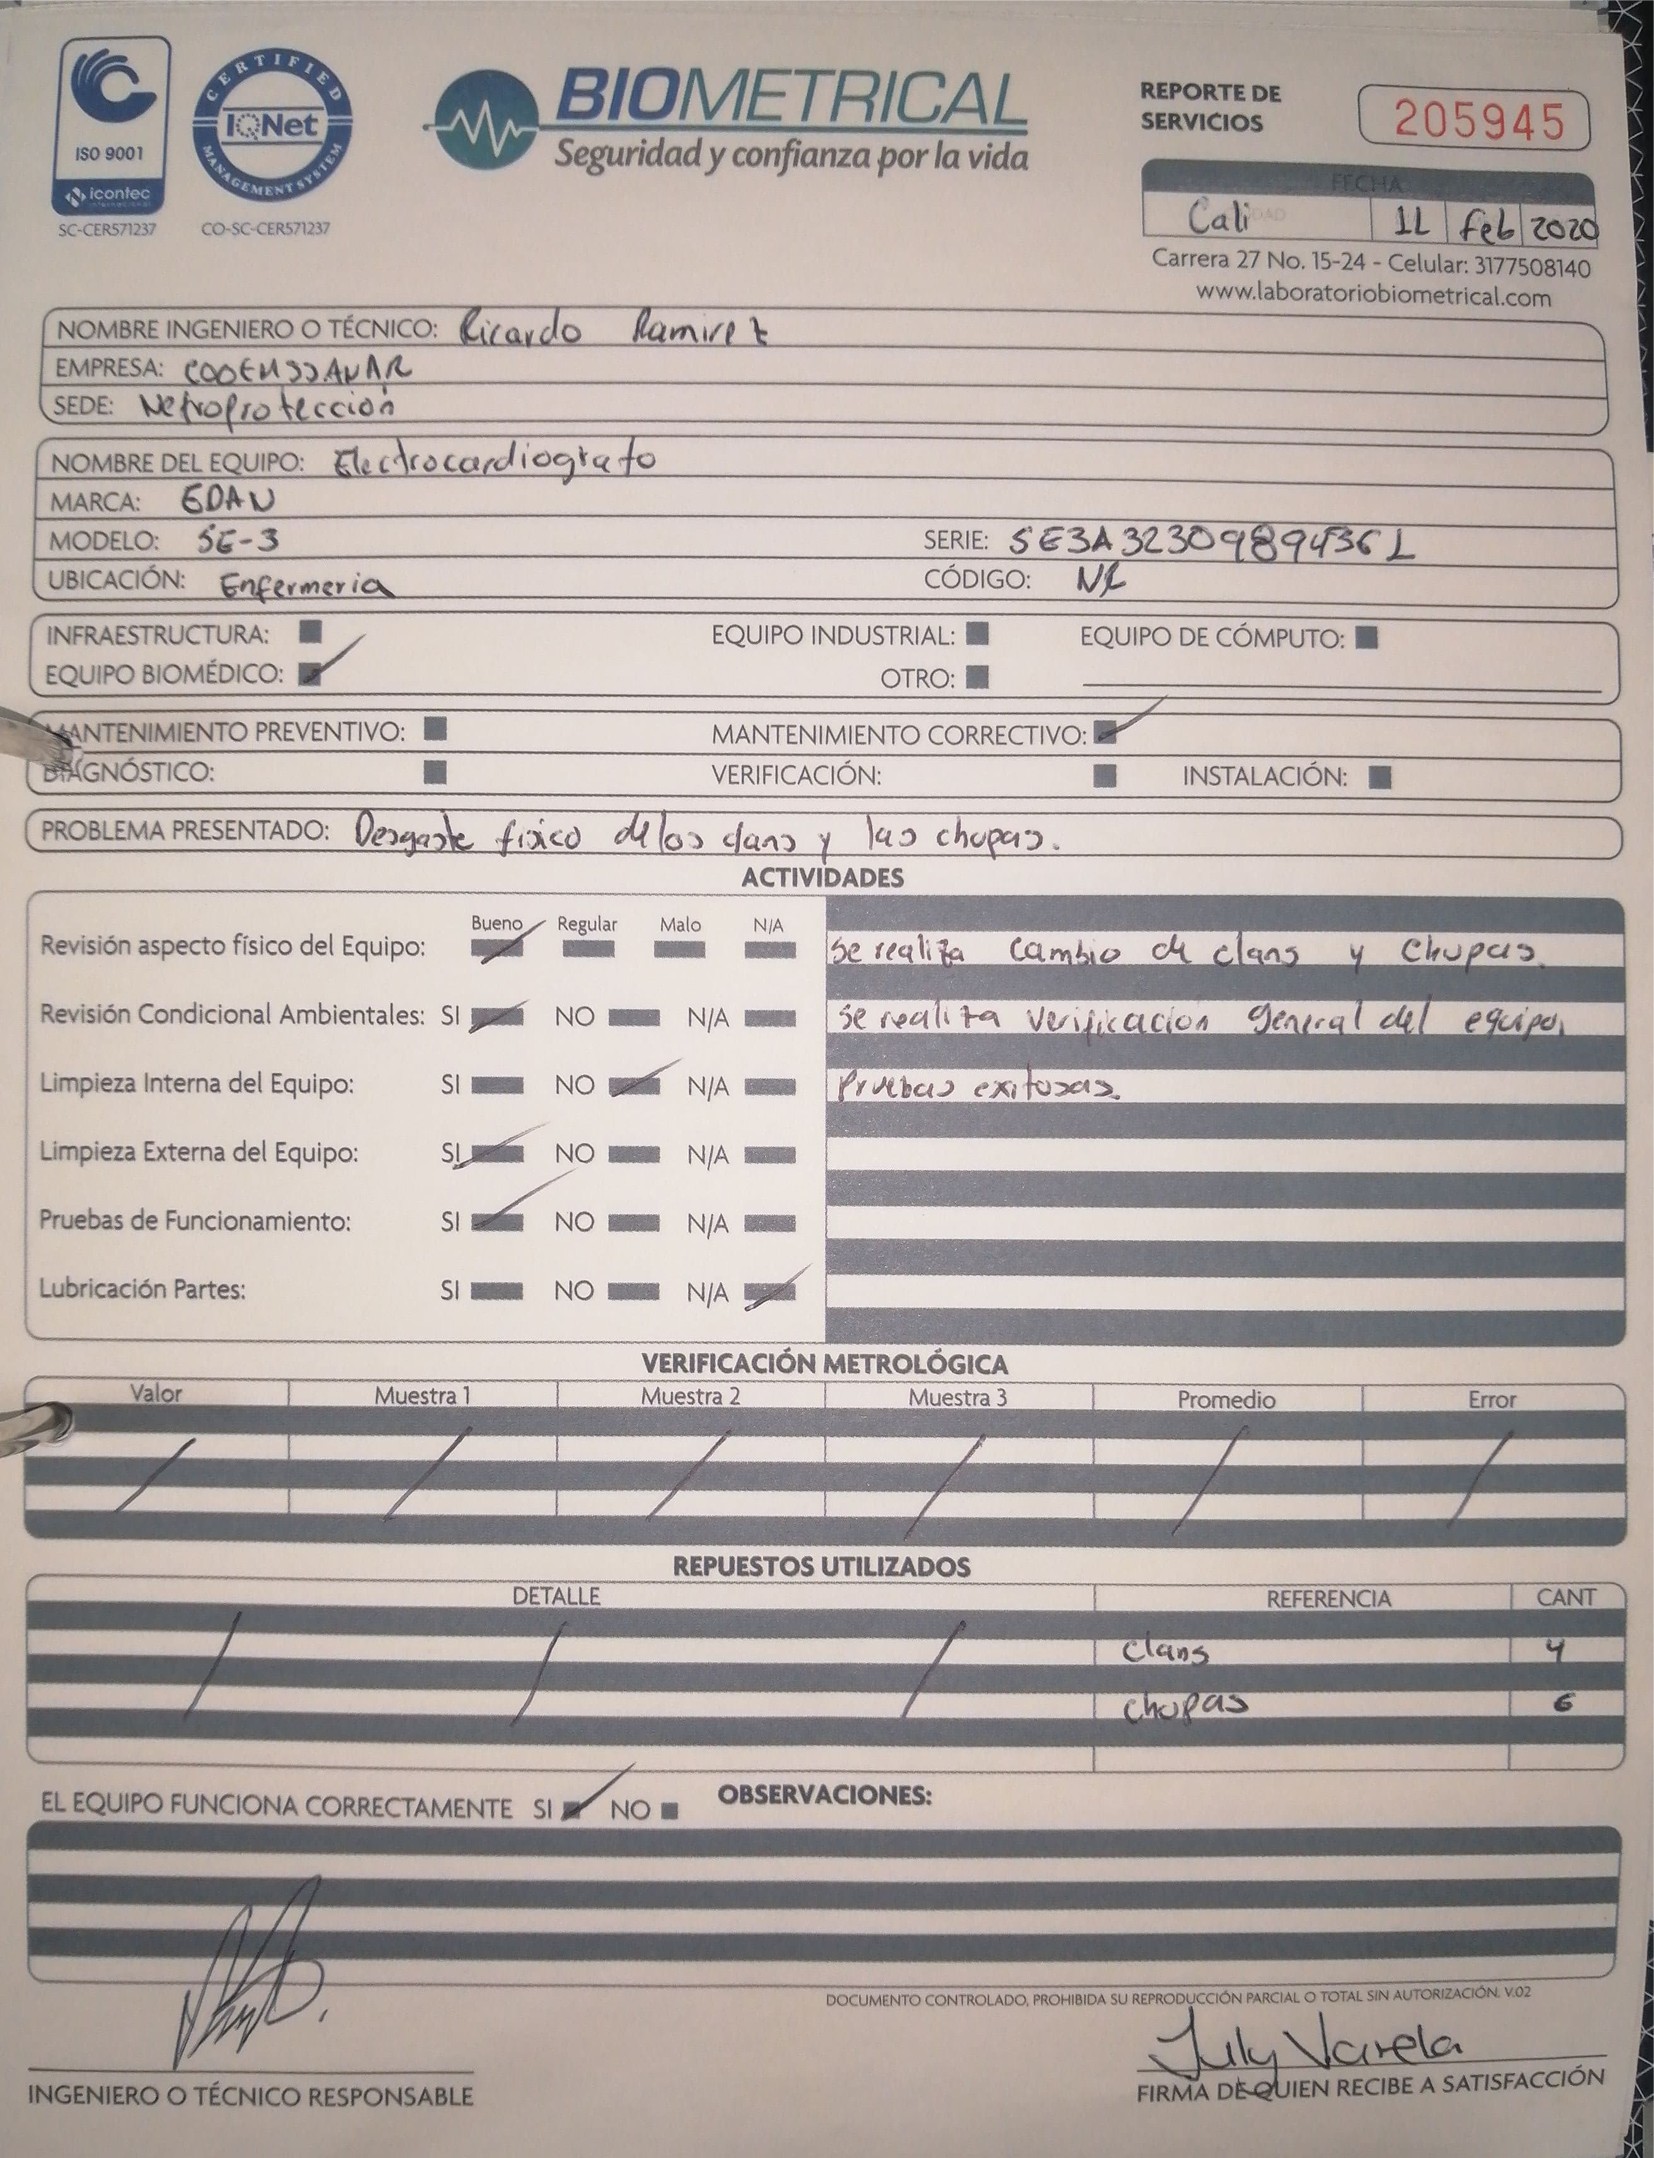 CERTIFIED
IQNet
MANAGEMENT SYSTEM
ISO 9001
icontec
internacional
SC-CER571237
CO-SC-CER571237
BIOMETRICAL
Seguridad y confianza por la vida
REPORTE DE
SERVICIOS
205945
FECHA
Cali 11 Feb 2020
Carrera 27 No. 15-24 - Celular: 3177508140
www.laboratoriobiometrical.com
NOMBRE INGENIERO O TÉCNICO: Ricardo Ramirez
EMPRESA: COOEMSSANAR
SEDE: Nefroprotección
NOMBRE DEL EQUIPO: Electrocardiografo
MARCA: EDAN
MODELO: SE-3 SERIE:
UBICACIÓN: Enfermeria CÓDIGO:
INFRAESTRUCTURA: EQUIPO INDUSTRIAL: EQUIPO DE CÓMPUTO:
EQUIPO BIOMÉDICO: OTRO:
MANTENIMIENTO PREVENTIVO: MANTENIMIENTO CORRECTIVO:
DIAGNÓSTICO: VERIFICACIÓN: INSTALACIÓN:
PROBLEMA PRESENTADO: Desgaste fisico de los clans y las chupas.
ACTIVIDADES
Bueno Regular Malo N/A
Revisión aspecto físico del Equipo: Se realiza cambio de clans y chupas.
Revisión Condicional Ambientales: SI NO N/A Se realiza verificacion general del equipo.
Limpieza Interna del Equipo: SI NO N/A Pruebas exitosas.
Limpieza Externa del Equipo: SI NO N/A
Pruebas de Funcionamiento: SI NO N/A
Lubricación Partes: SI NO N/A
VERIFICACIÓN METROLÓGICA
Valor Muestra 1 Muestra 2 Muestra 3 Promedio Error
REPUESTOS UTILIZADOS
DETALLE REFERENCIA CANT
clans 4
chupas 6
EL EQUIPO FUNCIONA CORRECTAMENTE SI NO OBSERVACIONES:
DOCUMENTO CONTROLADO, PROHIBIDA SU REPRODUCCIÓN PARCIAL O TOTAL SIN AUTORIZACIÓN. V.02
July Varela
INGENIERO O TÉCNICO RESPONSABLE FIRMA DE QUIEN RECIBE A SATISFACCIÓN